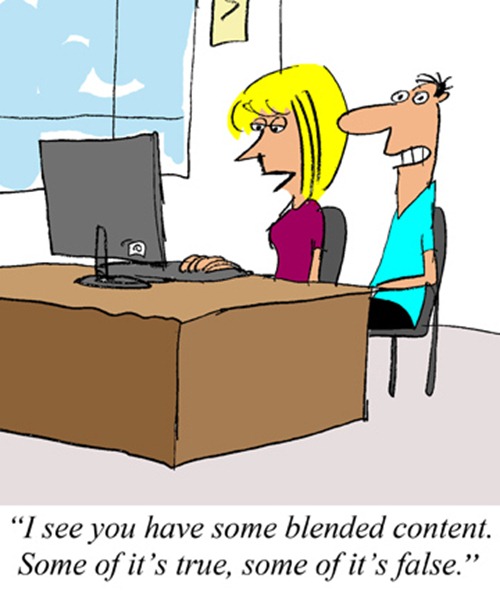 “I see you have some blended content.
Some of it’s true, some of it’s false.”